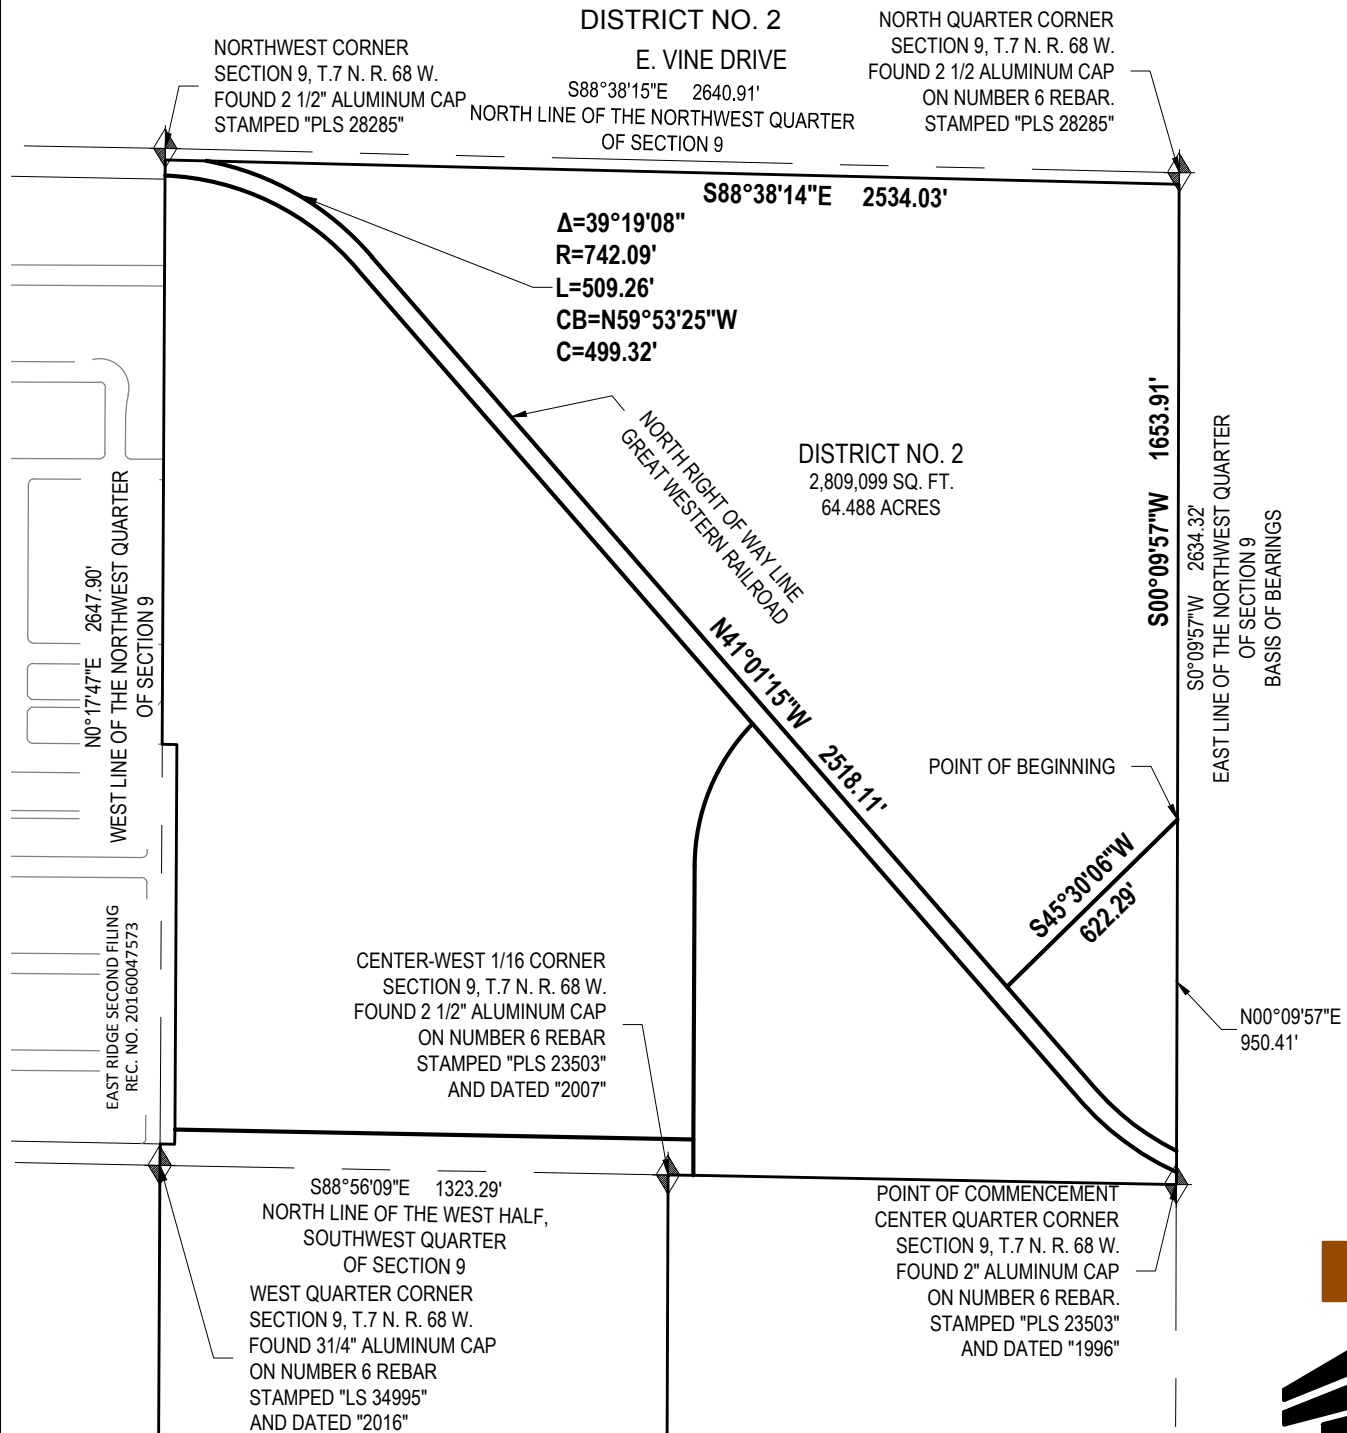 DISTRICT NO. 2
E. VINE DRIVE
S88°38'15"E 2640.91'
NORTH LINE OF THE NORTHWEST QUARTER
OF SECTION 9
NORTHWEST CORNER
SECTION 9, T.7 N. R. 68 W.
FOUND 2 1/2" ALUMINUM CAP
STAMPED "PLS 28285"
NORTH QUARTER CORNER
SECTION 9, T.7 N. R. 68 W.
FOUND 2 1/2 ALUMINUM CAP
ON NUMBER 6 REBAR.
STAMPED "PLS 28285"
S88°38'14"E 2534.03'
Δ=39°19'08"
R=742.09'
L=509.26'
CB=N59°53'25"W
C=499.32'
NORTH RIGHT OF WAY LINE
GREAT WESTERN RAILROAD
DISTRICT NO. 2
2,809,099 SQ. FT.
64.488 ACRES
S00°09'57"W 1653.91'
S0°09'57"W 2634.32'
EAST LINE OF THE NORTHWEST QUARTER
OF SECTION 9
BASIS OF BEARINGS
N0°17'47"E 2647.90'
WEST LINE OF THE NORTHWEST QUARTER
OF SECTION 9
N41°01'15"W 2518.11'
POINT OF BEGINNING
S45°30'06"W
622.29'
EAST RIDGE SECOND FILING
REC. NO. 20160047573
CENTER-WEST 1/16 CORNER
SECTION 9, T.7 N. R. 68 W.
FOUND 2 1/2" ALUMINUM CAP
ON NUMBER 6 REBAR
STAMPED "PLS 23503"
AND DATED "2007"
N00°09'57"E
950.41'
S88°56'09"E 1323.29'
NORTH LINE OF THE WEST HALF,
SOUTHWEST QUARTER
OF SECTION 9
WEST QUARTER CORNER
SECTION 9, T.7 N. R. 68 W.
FOUND 31/4" ALUMINUM CAP
ON NUMBER 6 REBAR
STAMPED "LS 34995"
AND DATED "2016"
POINT OF COMMENCEMENT
CENTER QUARTER CORNER
SECTION 9, T.7 N. R. 68 W.
FOUND 2" ALUMINUM CAP
ON NUMBER 6 REBAR.
STAMPED "PLS 23503"
AND DATED "1996"